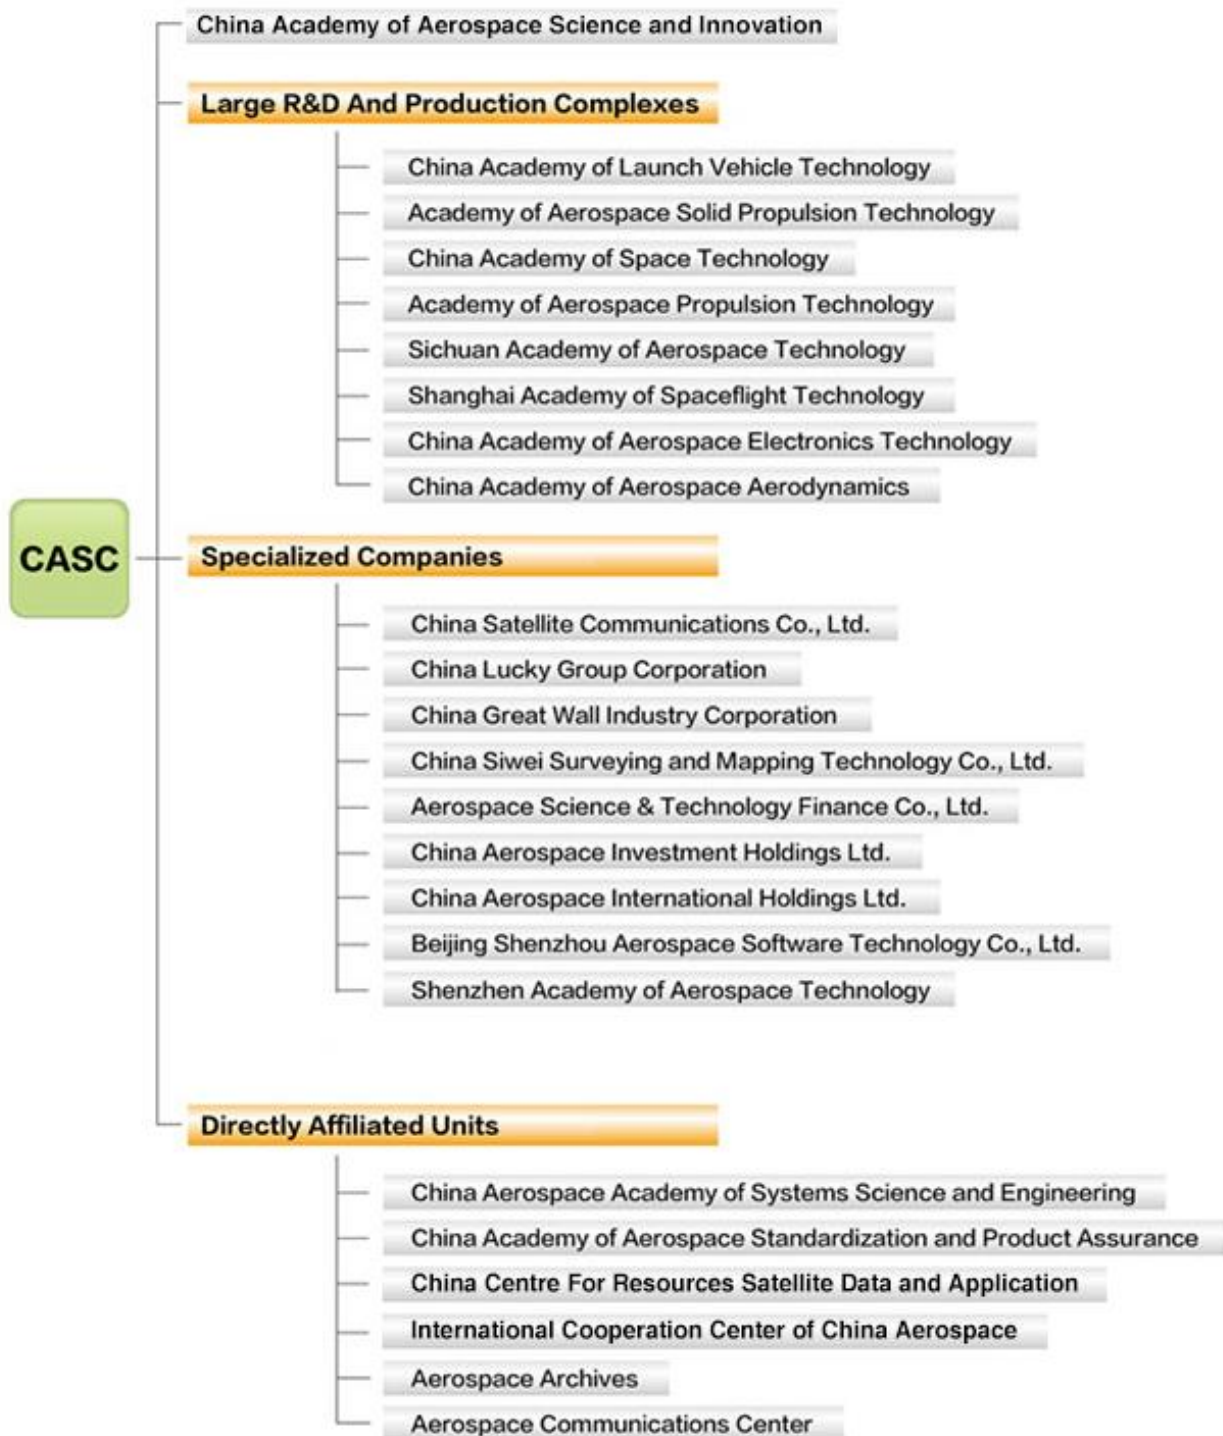 China Academy of Aerospace Science and Innovation
Large R&D And Production Complexes
China Academy of Launch Vehicle Technology
Academy of Aerospace Solid Propulsion Technology
China Academy of Space Technology
Academy of Aerospace Propulsion Technology
Sichuan Academy of Aerospace Technology
Shanghai Academy of Spaceflight Technology
China Academy of Aerospace Electronics Technology
China Academy of Aerospace Aerodynamics
CASC
Specialized Companies
China Satellite Communications Co., Ltd.
China Lucky Group Corporation
China Great Wall Industry Corporation
China Siwei Surveying and Mapping Technology Co., Ltd.
Aerospace Science & Technology Finance Co., Ltd.
China Aerospace Investment Holdings Ltd.
China Aerospace International Holdings Ltd.
Beijing Shenzhou Aerospace Software Technology Co., Ltd.
Shenzhen Academy of Aerospace Technology
Directly Affiliated Units
China Aerospace Academy of Systems Science and Engineering
China Academy of Aerospace Standardization and Product Assurance
China Centre For Resources Satellite Data and Application
International Cooperation Center of China Aerospace
Aerospace Archives
Aerospace Communications Center